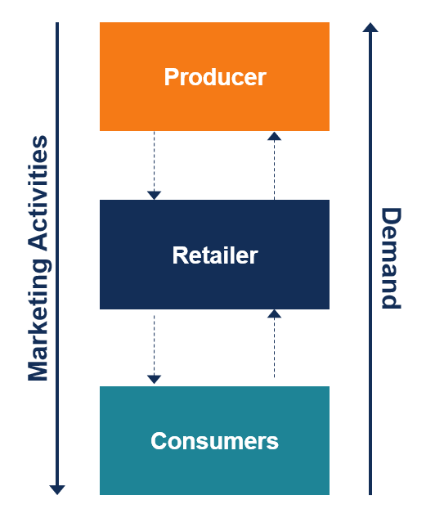 Producer
Marketing Activities
Retailer
Demand
Consumers